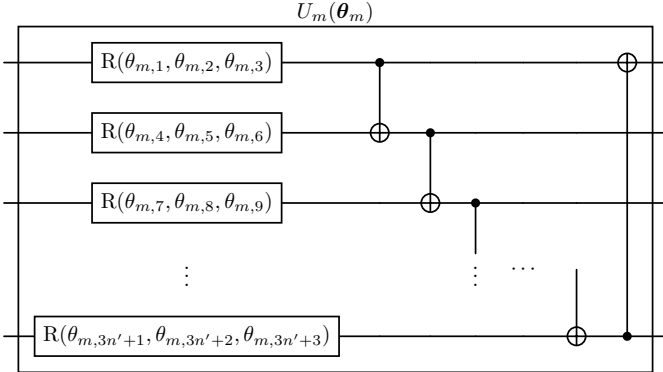 U_m(θ_m)
R(θ_{m,1}, θ_{m,2}, θ_{m,3})
R(θ_{m,4}, θ_{m,5}, θ_{m,6})
R(θ_{m,7}, θ_{m,8}, θ_{m,9})
⋮ ⋮ ⋯
R(θ_{m,3n′+1}, θ_{m,3n′+2}, θ_{m,3n′+3})